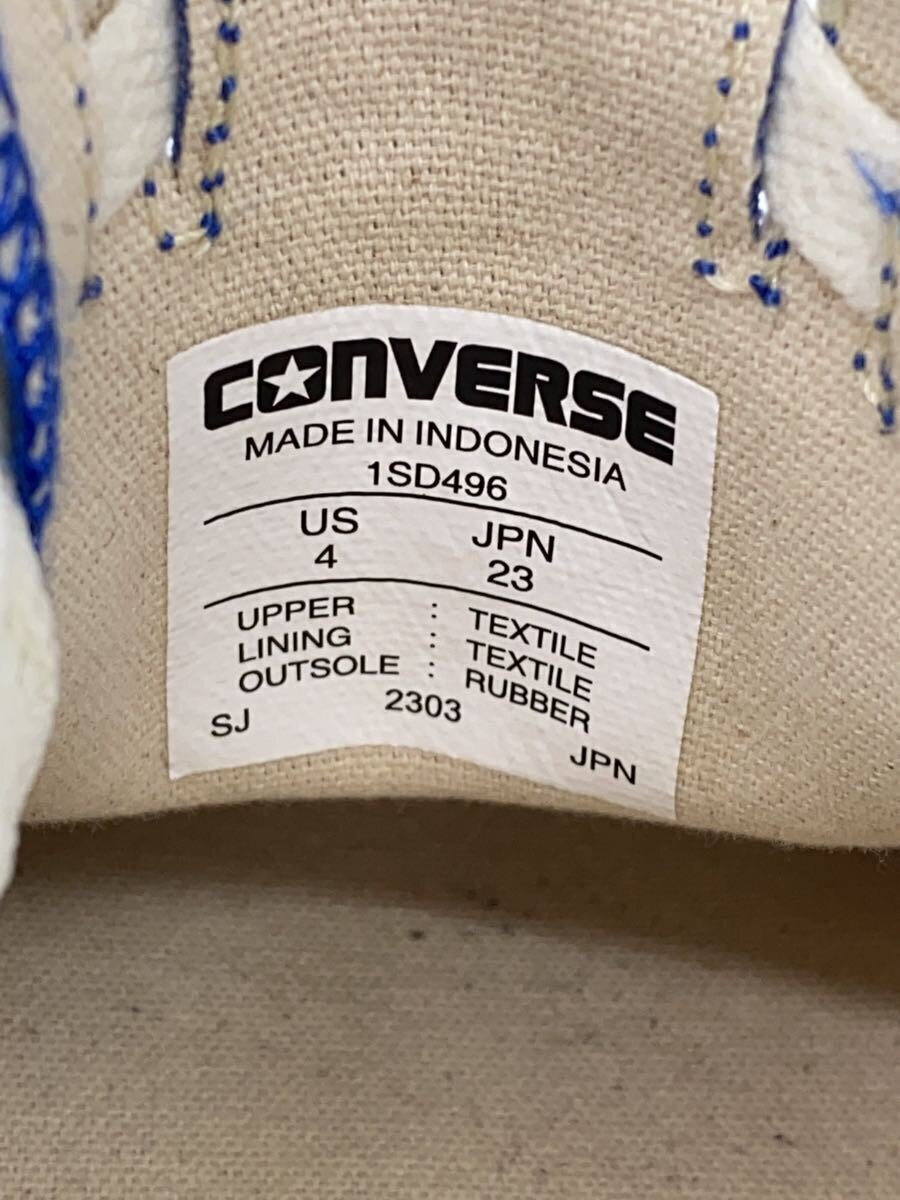 CONVERSE
MADE IN INDONESIA
1SD496
US JPN
4 23
UPPER : TEXTILE
LINING : TEXTILE
OUTSOLE : RUBBER
SJ 2303 JPN